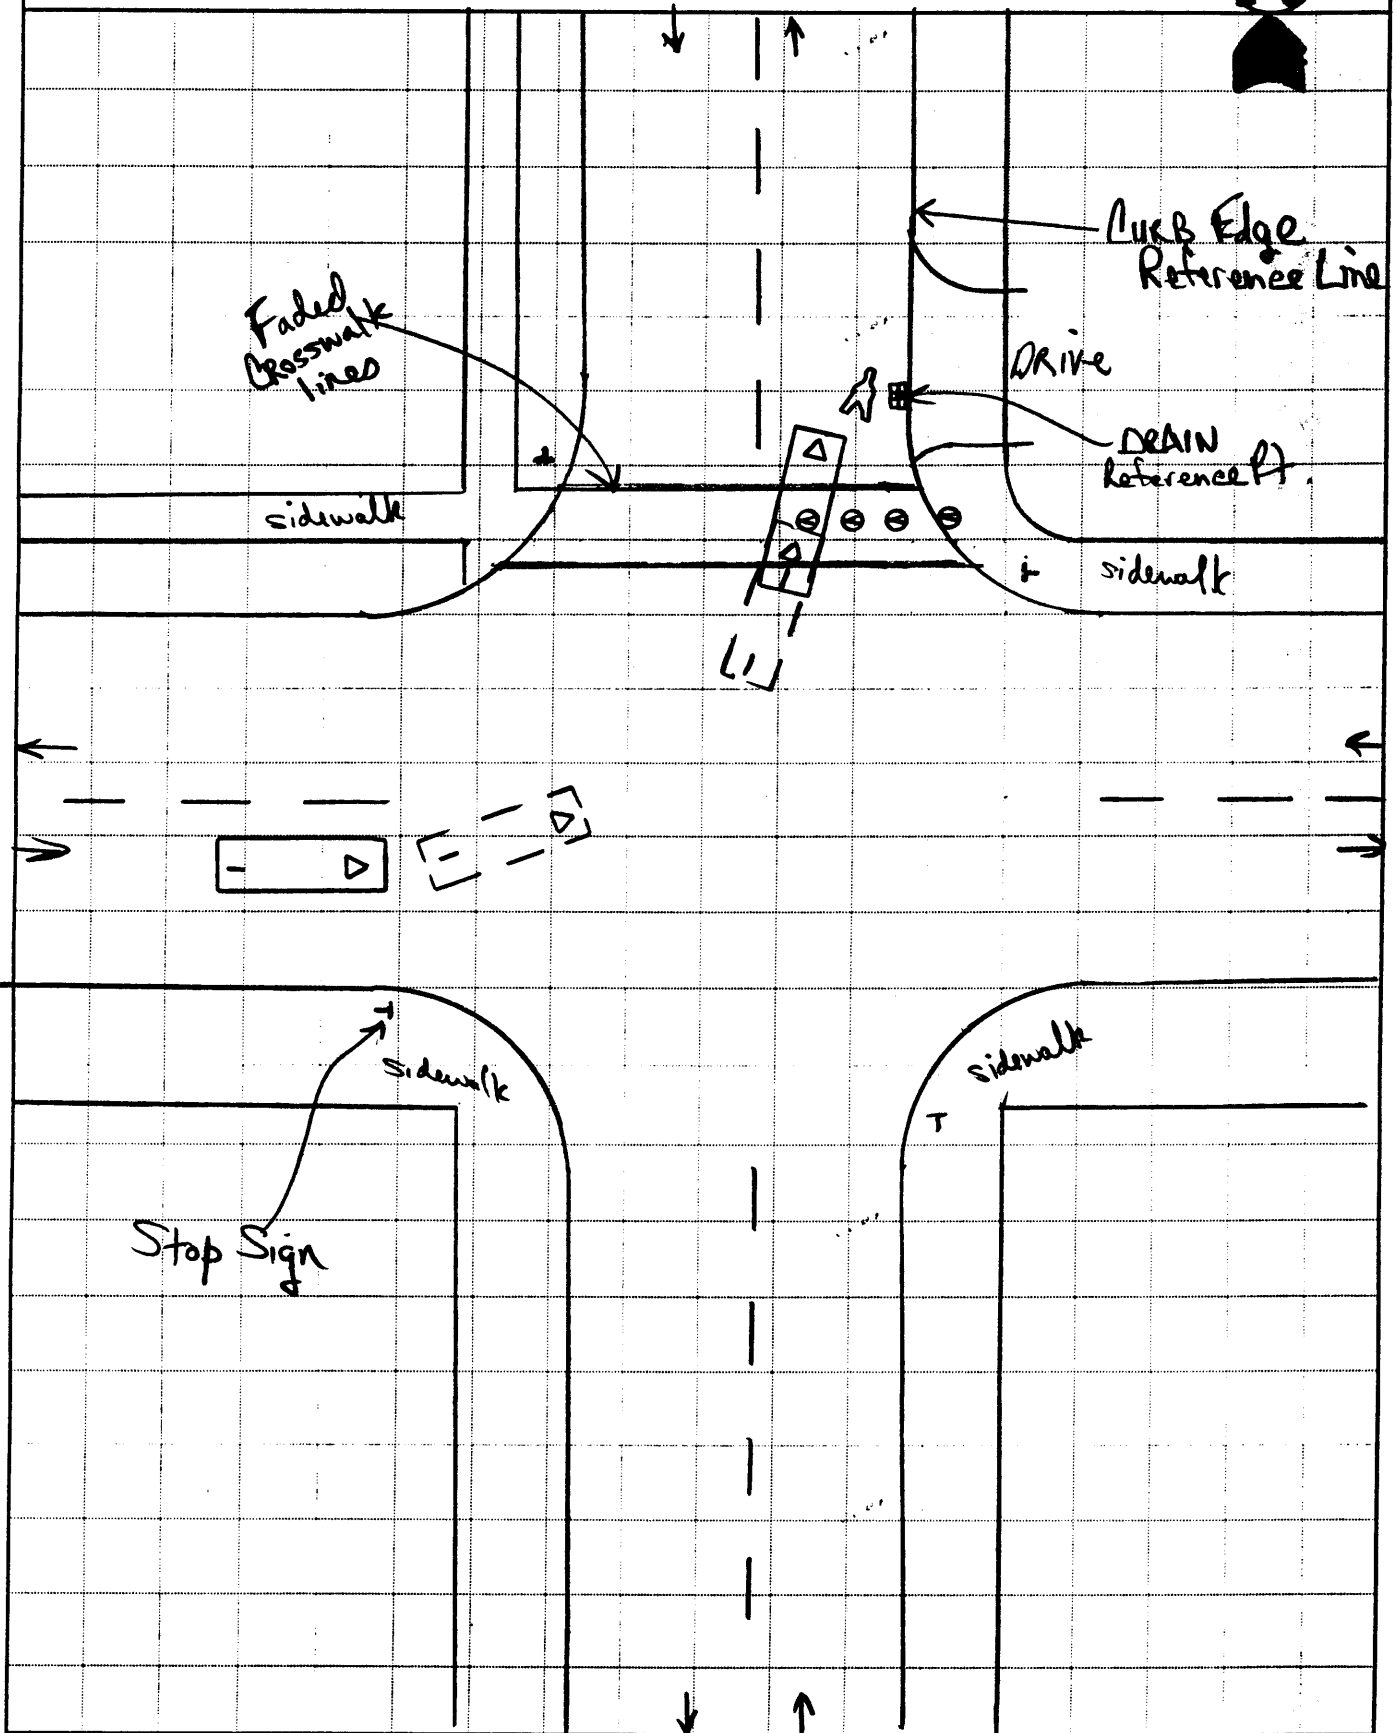 CURB Edge
Reference Line
Faded
Crosswalk
lines
DRIVE
DRAIN
Reference Pt.
sidewalk
sidewalk
sidewalk
sidewalk
Stop Sign